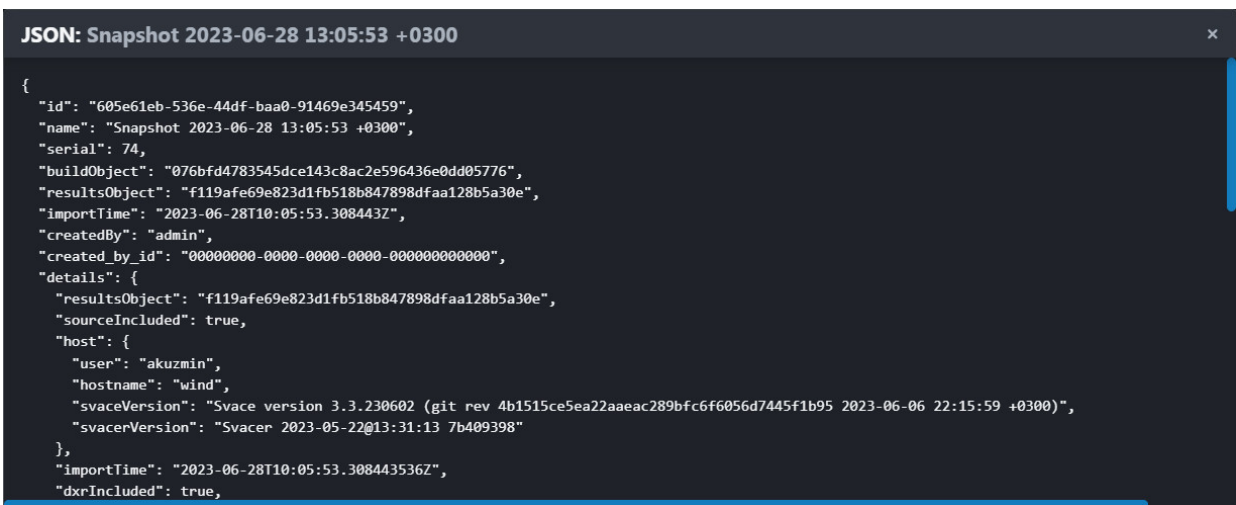 JSON: Snapshot 2023-06-28 13:05:53 +0300 ×
{
"id": "605e61eb-536e-44df-baa0-91469e345459",
"name": "Snapshot 2023-06-28 13:05:53 +0300",
"serial": 74,
"buildObject": "076bfd4783545dce143c8ac2e596436e0dd05776",
"resultsObject": "f119afe69e823d1fb518b847898dfaa128b5a30e",
"importTime": "2023-06-28T10:05:53.308443Z",
"createdBy": "admin",
"created_by_id": "00000000-0000-0000-0000-000000000000",
"details": {
"resultsObject": "f119afe69e823d1fb518b847898dfaa128b5a30e",
"sourceIncluded": true,
"host": {
"user": "akuzmin",
"hostname": "wind",
"svaceVersion": "Svace version 3.3.230602 (git rev 4b1515ce5ea22aaeac289bfc6f6056d7445f1b95 2023-06-06 22:15:59 +0300)",
"svacerVersion": "Svacer 2023-05-22@13:31:13 7b409398"
},
"importTime": "2023-06-28T10:05:53.308443536Z",
"dxrIncluded": true,